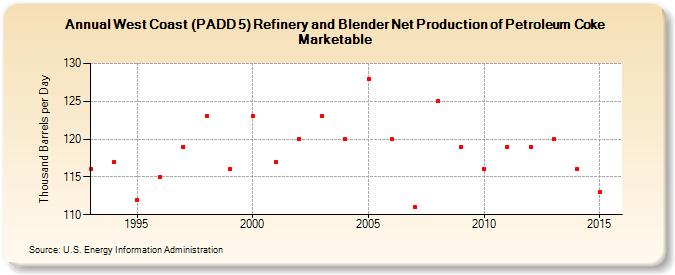 Annual West Coast (PADD 5) Refinery and Blender Net Production of Petroleum Coke
Marketable
Thousand Barrels per Day
130
125
120
115
110
1995
2000
2005
2010
2015
Source: U.S. Energy Information Administration